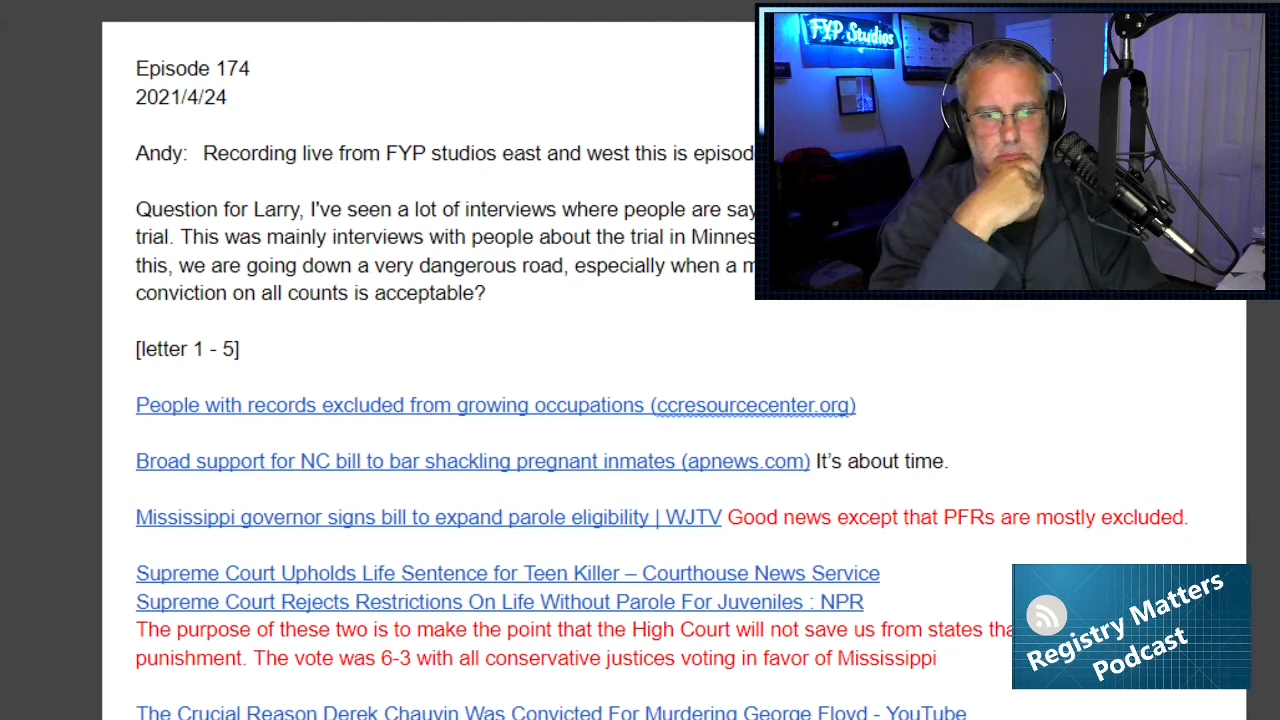 Episode 174
2021/4/24
Andy: Recording live from FYP studios east and west this is
Question for Larry, I've seen a lot of interviews where people are
trial. This was mainly interviews with people about the trial in
this, we are going down a very dangerous road, especially when a
conviction on all counts is acceptable?
[letter 1 - 5]
People with records excluded from growing occupations (ccresourcecenter.org)
Broad support for NC bill to bar shackling pregnant inmates (apnews.com) It’s about time.
Mississippi governor signs bill to expand parole eligibility | WJTV Good news except that PFRs are mostly excluded.
Supreme Court Upholds Life Sentence for Teen Killer – Courthouse News Service
Supreme Court Rejects Restrictions On Life Without Parole For Juveniles : NPR
The purpose of these two is to make the point that the High Court will not save us from states
punishment. The vote was 6-3 with all conservative justices voting in favor of Mississippi
The Crucial Reason Derek Chauvin Was Convicted For Murdering George Floyd - YouTube
FYP Studios
Registry Matters
Podcast